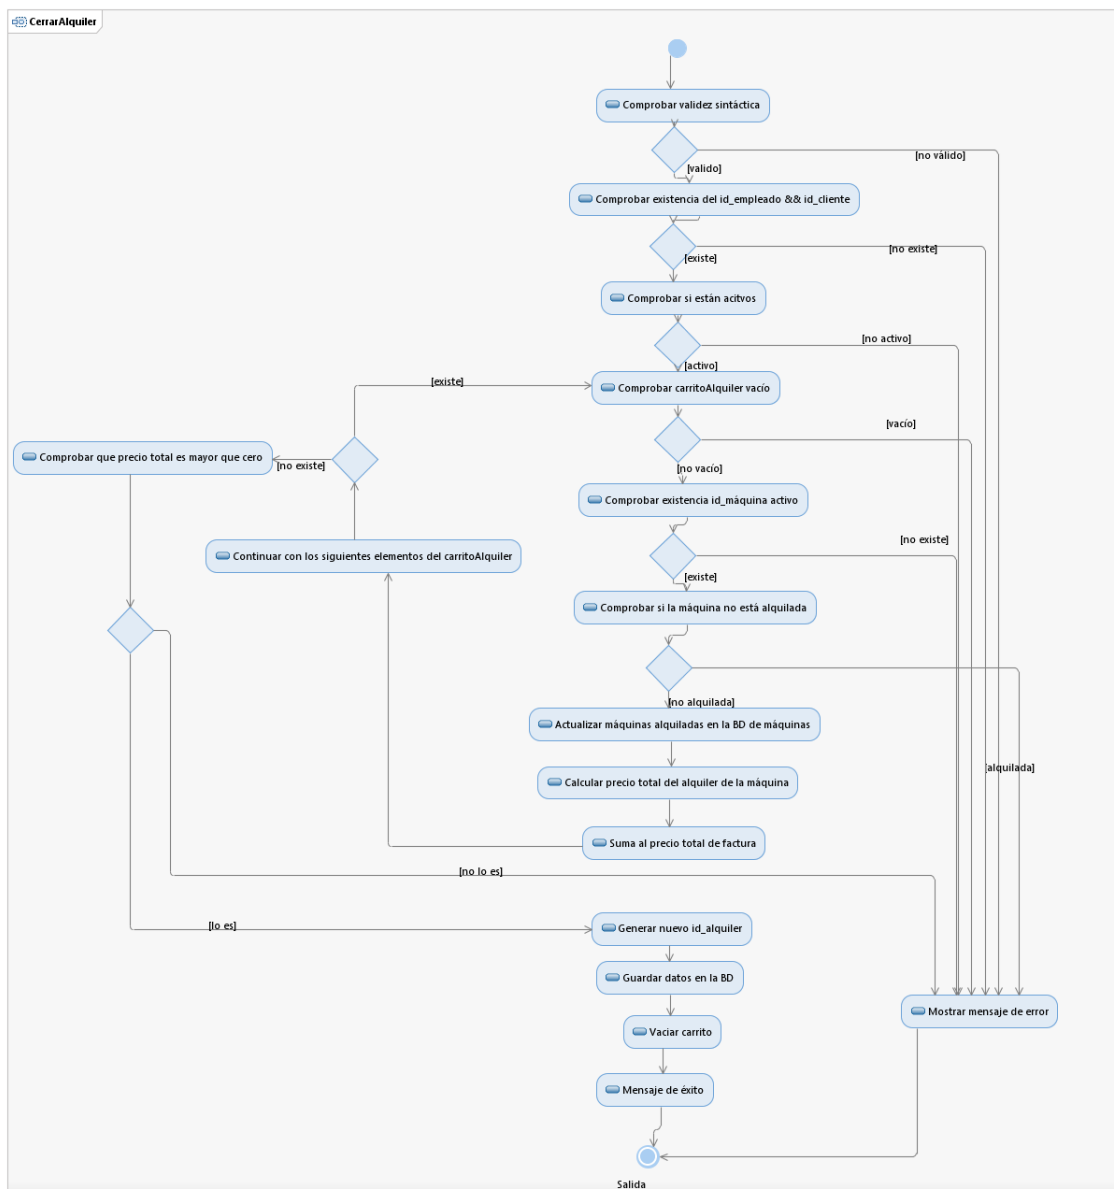 CerrarAlquiler
Comprobar validez sintáctica
[no válido]
[valido]
Comprobar existencia del id_empleado && id_cliente
[no existe]
[existe]
Comprobar si están acitvos
[no activo]
[activo]
[existe]
Comprobar carritoAlquiler vacío
[vacío]
Comprobar que precio total es mayor que cero
[no existe]
[no vacío]
Comprobar existencia id_máquina activo
[no existe]
Continuar con los siguientes elementos del carritoAlquiler
[existe]
Comprobar si la máquina no está alquilada
[no alquilada]
Actualizar máquinas alquiladas en la BD de máquinas
[alquilada]
Calcular precio total del alquiler de la máquina
Suma al precio total de factura
[no lo es]
[lo es]
Generar nuevo id_alquiler
Guardar datos en la BD
Mostrar mensaje de error
Vaciar carrito
Mensaje de éxito
Salida